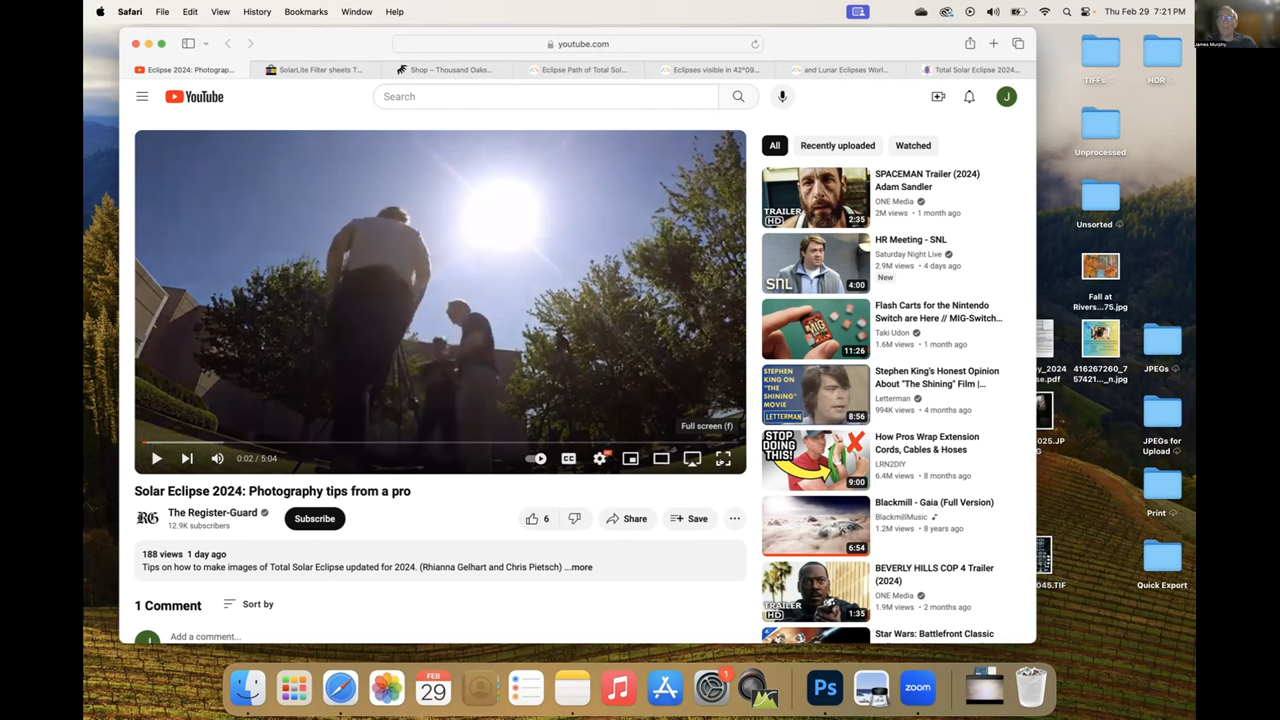 Safari File Edit View History Bookmarks Window Help
Thu Feb 29 7:21 PM
James Murphy
youtube.com
Eclipse 2024: Photograp...
SolarLite Filter sheets T...
Shop – Thousand Oaks...
Eclipse Path of Total Sol...
Eclipses visible in 42°09...
and Lunar Eclipses Worl...
Total Solar Eclipse 2024...
YouTube
Search
J
All
Recently uploaded
Watched
Full screen (f)
0:02 / 5:04
Solar Eclipse 2024: Photography tips from a pro
RG
The Register-Guard
12.9K subscribers
Subscribe
6
Share
Save
188 views 1 day ago
Tips on how to make images of Total Solar Eclipse updated for 2024. (Rhianna Gelhart and Chris Pietsch) ...more
1 Comment
Sort by
J
Add a comment...
TRAILER
HD
2:35
SPACEMAN Trailer (2024)
Adam Sandler
ONE Media
2M views • 1 month ago
SNL
4:00
HR Meeting - SNL
Saturday Night Live
2.9M views • 4 days ago
New
MIG
11:26
Flash Carts for the Nintendo
Switch are Here // MIG-Switch...
Taki Udon
1.6M views • 1 month ago
STEPHEN
KING ON
"THE
SHINING"
MOVIE
LETTERMAN
8:56
Stephen King's Honest Opinion
About "The Shining" Film |...
Letterman
994K views • 4 months ago
STOP
DOING
THIS!
9:00
How Pros Wrap Extension
Cords, Cables & Hoses
LRN2DIY
6.4M views • 8 months ago
6:54
Blackmill - Gaia (Full Version)
BlackmillMusic
1.2M views • 8 years ago
TRAILER
HD
1:35
BEVERLY HILLS COP 4 Trailer
(2024)
ONE Media
1.9M views • 2 months ago
Star Wars: Battlefront Classic
TIFFs
HDR
Unprocessed
Unsorted
Fall at
Rivers...75.jpg
416267260_7
57421..._n.jpg
JPEGs
JPEGs for
Upload
Print
Quick Export
FEB
29
1
Ps
zoom